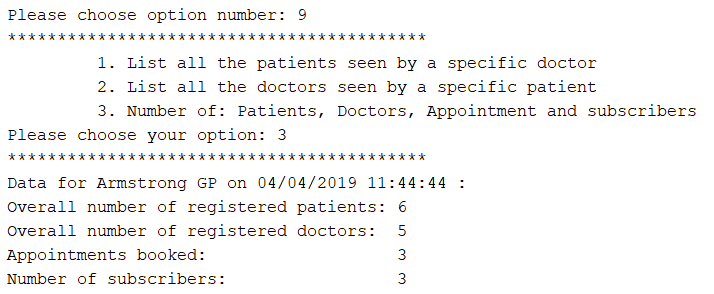 Please choose option number: 9
******************************************
1. List all the patients seen by a specific doctor
2. List all the doctors seen by a specific patient
3. Number of: Patients, Doctors, Appointment and subscribers
Please choose your option: 3
******************************************
Data for Armstrong GP on 04/04/2019 11:44:44 :
Overall number of registered patients: 6
Overall number of registered doctors:  5
Appointments booked:                   3
Number of subscribers:                 3